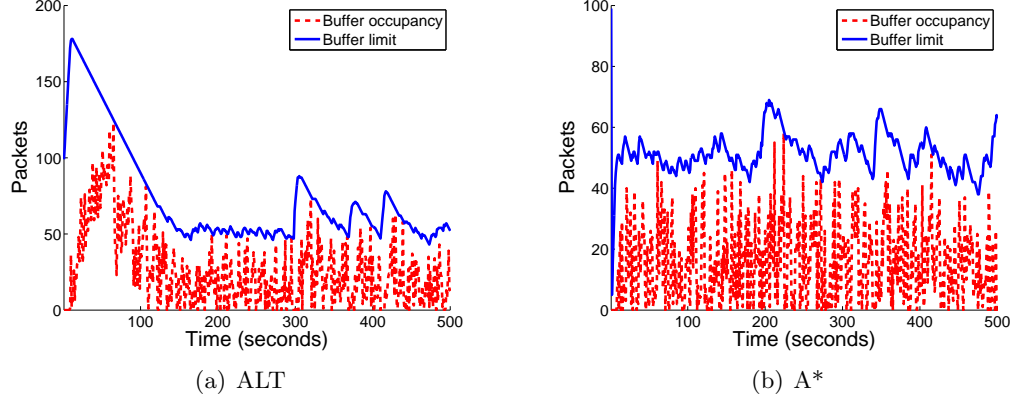 200
150
100
50
0
Packets
Buffer occupancy
Buffer limit
100 200 300 400 500
Time (seconds)
(a) ALT
100
80
60
40
20
0
Packets
Buffer occupancy
Buffer limit
100 200 300 400 500
Time (seconds)
(b) A*